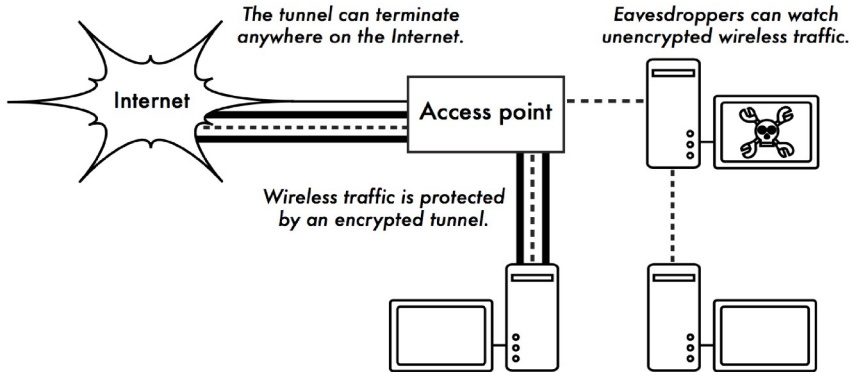 The tunnel can terminate
anywhere on the Internet.
Eavesdroppers can watch
unencrypted wireless traffic.
Internet
Access point
Wireless traffic is protected
by an encrypted tunnel.